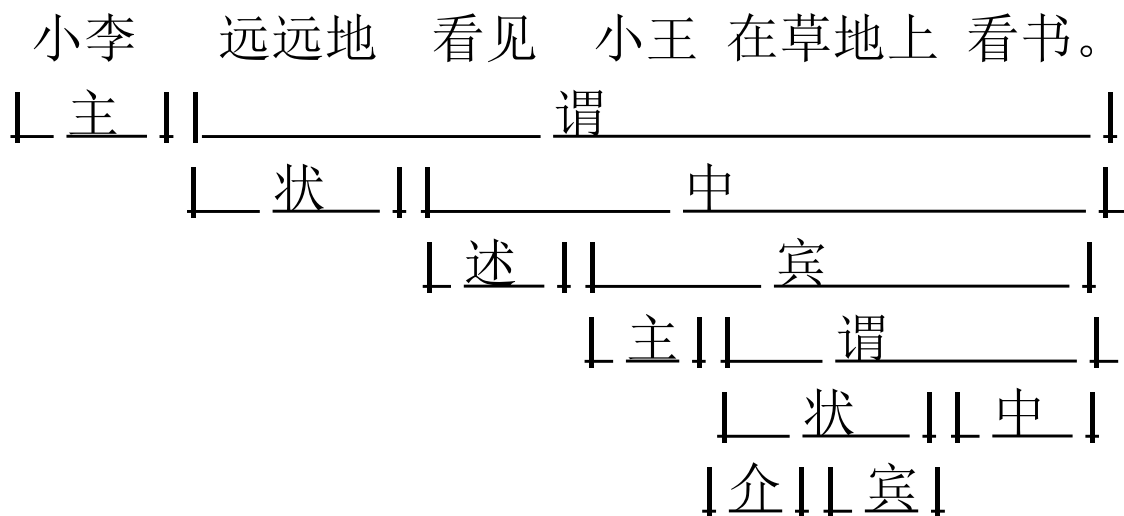 小李 远远地 看见 小王 在草地上 看书。
主 谓
状 中
述 宾
主 谓
状 中
介 宾